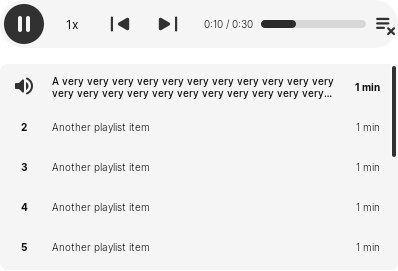 1x
0:10 / 0:30
A very very very very very very very very very very very
very very very very very very very very very very very...
1 min
2
Another playlist item
1 min
3
Another playlist item
1 min
4
Another playlist item
1 min
5
Another playlist item
1 min